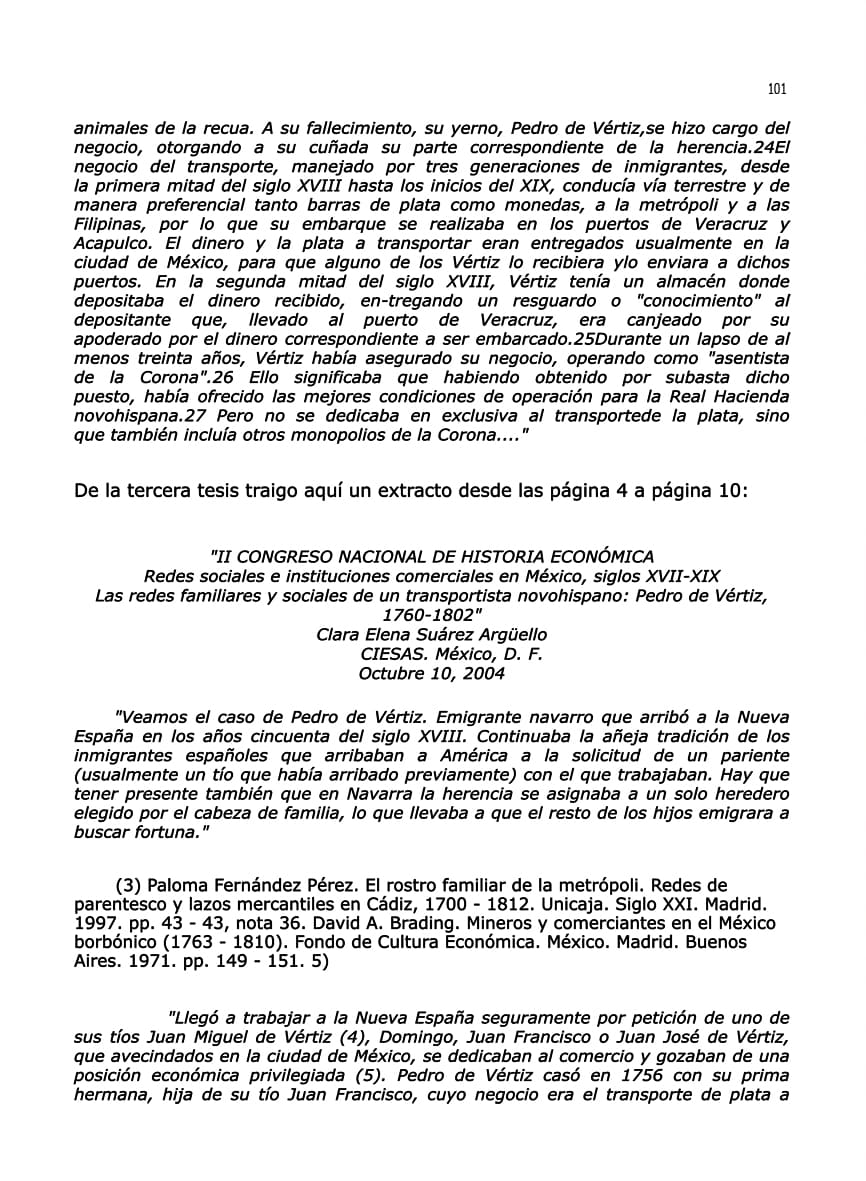 101
animales de la recua. A su fallecimiento, su yerno, Pedro de Vértiz,se hizo cargo del
negocio, otorgando a su cuñada su parte correspondiente de la herencia.24El
negocio del transporte, manejado por tres generaciones de inmigrantes, desde
la primera mitad del siglo XVIII hasta los inicios del XIX, conducía vía terrestre y de
manera preferencial tanto barras de plata como monedas, a la metrópoli y a las
Filipinas, por lo que su embarque se realizaba en los puertos de Veracruz y
Acapulco. El dinero y la plata a transportar eran entregados usualmente en la
ciudad de México, para que alguno de los Vértiz lo recibiera ylo enviara a dichos
puertos. En la segunda mitad del siglo XVIII, Vértiz tenía un almacén donde
depositaba el dinero recibido, en-tregando un resguardo o "conocimiento" al
depositante que, llevado al puerto de Veracruz, era canjeado por su
apoderado por el dinero correspondiente a ser embarcado.25Durante un lapso de al
menos treinta años, Vértiz había asegurado su negocio, operando como "asentista
de la Corona".26 Ello significaba que habiendo obtenido por subasta dicho
puesto, había ofrecido las mejores condiciones de operación para la Real Hacienda
novohispana.27 Pero no se dedicaba en exclusiva al transportede la plata, sino
que también incluía otros monopolios de la Corona...."
De la tercera tesis traigo aquí un extracto desde las página 4 a página 10:
"II CONGRESO NACIONAL DE HISTORIA ECONÓMICA
Redes sociales e instituciones comerciales en México, siglos XVII-XIX
Las redes familiares y sociales de un transportista novohispano: Pedro de Vértiz,
1760-1802"
Clara Elena Suárez Argüello
CIESAS. México, D. F.
Octubre 10, 2004
"Veamos el caso de Pedro de Vértiz. Emigrante navarro que arribó a la Nueva
España en los años cincuenta del siglo XVIII. Continuaba la añeja tradición de los
inmigrantes españoles que arribaban a América a la solicitud de un pariente
(usualmente un tío que había arribado previamente) con el que trabajaban. Hay que
tener presente también que en Navarra la herencia se asignaba a un solo heredero
elegido por el cabeza de familia, lo que llevaba a que el resto de los hijos emigrara a
buscar fortuna."
(3) Paloma Fernández Pérez. El rostro familiar de la metrópoli. Redes de
parentesco y lazos mercantiles en Cádiz, 1700 - 1812. Unicaja. Siglo XXI. Madrid.
1997. pp. 43 - 43, nota 36. David A. Brading. Mineros y comerciantes en el México
borbónico (1763 - 1810). Fondo de Cultura Económica. México. Madrid. Buenos
Aires. 1971. pp. 149 - 151. 5)
"Llegó a trabajar a la Nueva España seguramente por petición de uno de
sus tíos Juan Miguel de Vértiz (4), Domingo, Juan Francisco o Juan José de Vértiz,
que avecindados en la ciudad de México, se dedicaban al comercio y gozaban de una
posición económica privilegiada (5). Pedro de Vértiz casó en 1756 con su prima
hermana, hija de su tío Juan Francisco, cuyo negocio era el transporte de plata a